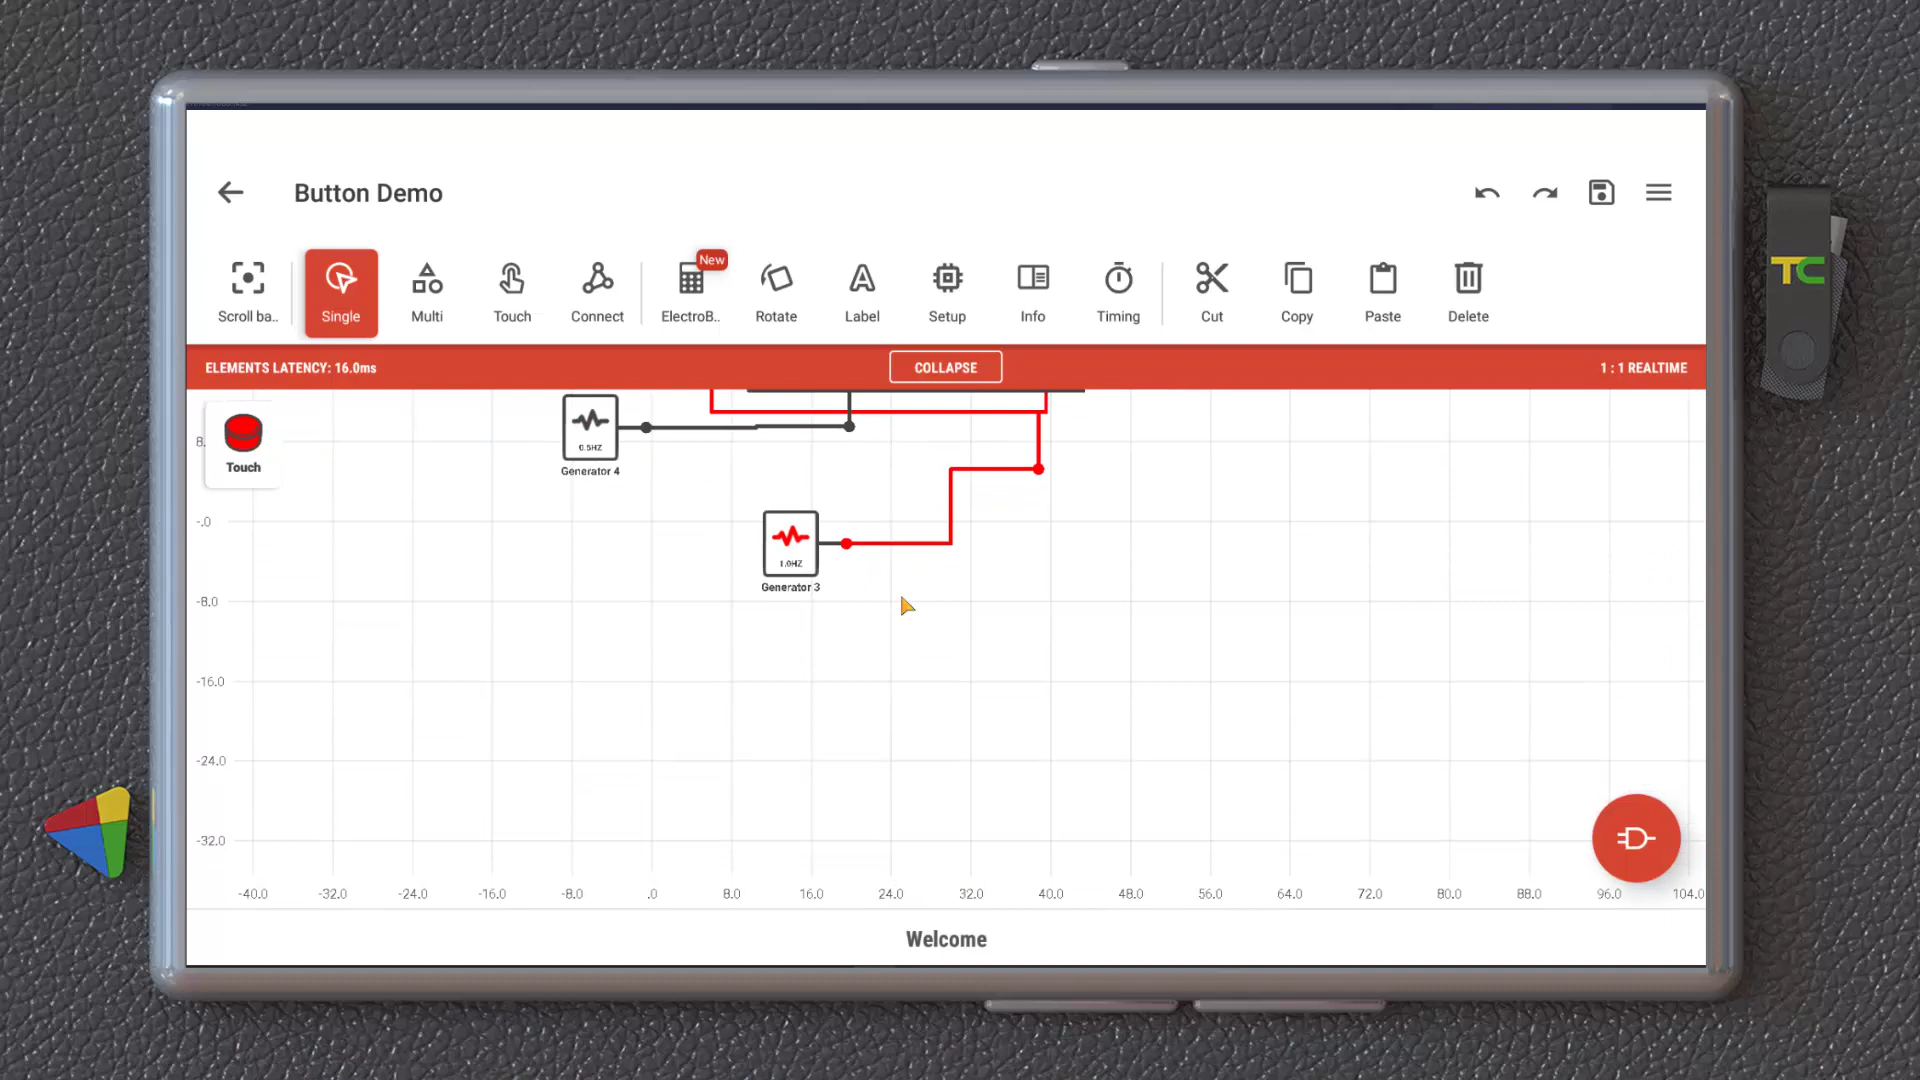 Button Demo
New
Scroll ba..
Single
Multi
Touch
Connect
ElectroB..
Rotate
Label
Setup
Info
Timing
Cut
Copy
Paste
Delete
ELEMENTS LATENCY: 16.0ms
COLLAPSE
1 : 1 REALTIME
TC
8.
Touch
0.5HZ
Generator 4
-.0
1.0HZ
Generator 3
-8.0
-16.0
-24.0
-32.0
-40.0
-32.0
-24.0
-16.0
-8.0
.0
8.0
16.0
24.0
32.0
40.0
48.0
56.0
64.0
72.0
80.0
88.0
96.0
104.0
Welcome